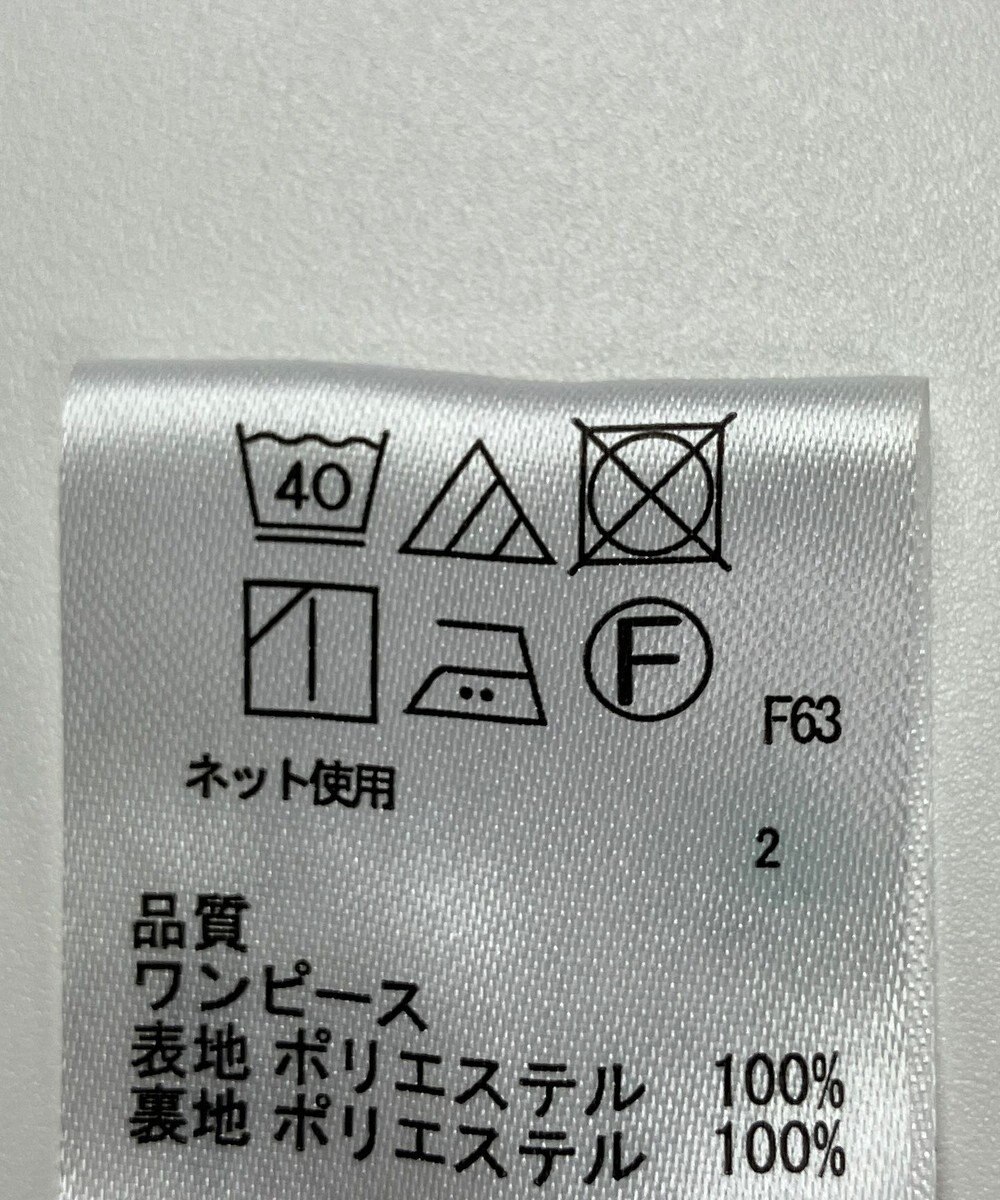 40
F
F63
ネット使用
2
品質
ワンピース
表地 ポリエステル 100%
裏地 ポリエステル 100%